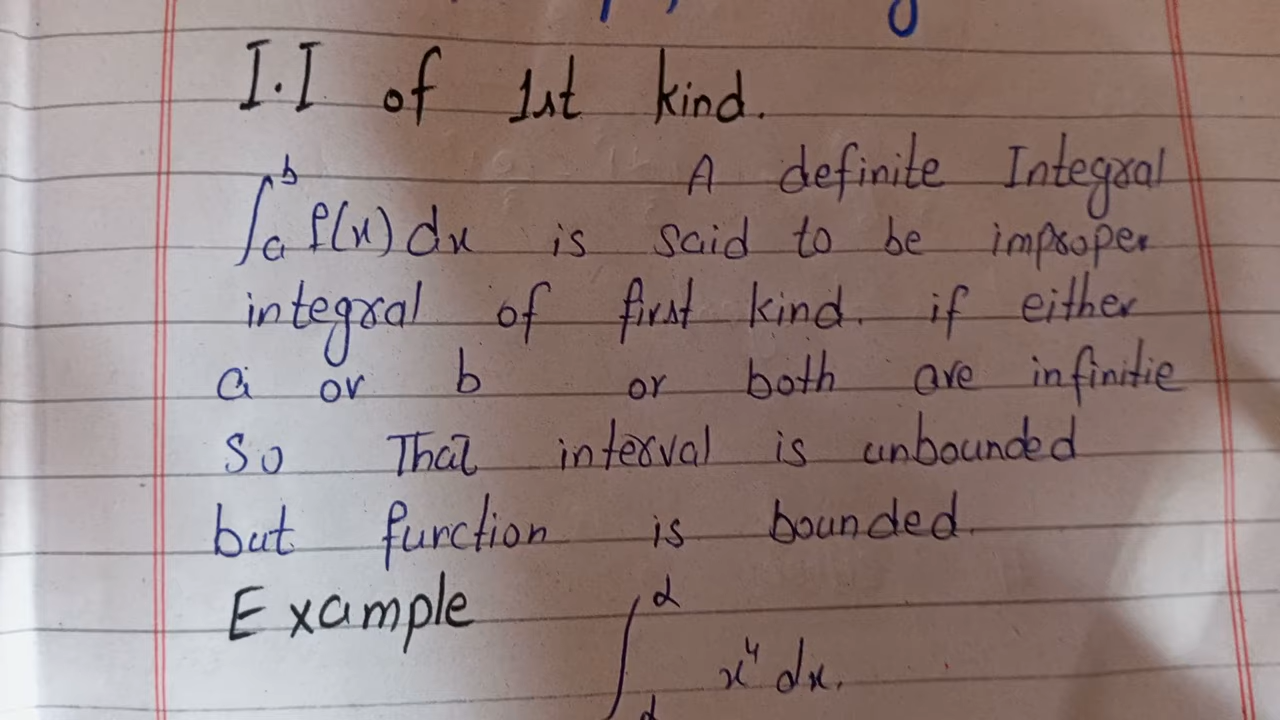 I.I of 1st kind.
A definite Integral
∫ₐᵇ f(x) dx is said to be improper
integral of first kind. if either
a or b or both are infinitie
so That interval is unbounded
but function is bounded.
Example
∫ x⁴ dx.